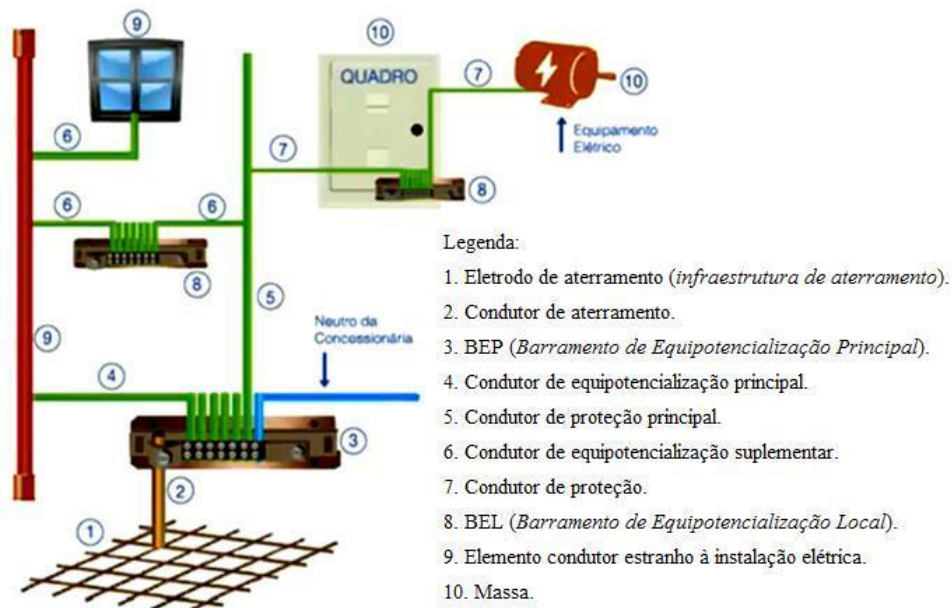 9
10
QUADRO
7
10
6
Equipamento
Elétrico
7
8
6
6
8
5
Neutro da
Concessionária
9
4
3
2
1
Legenda:
1. Eletrodo de aterramento (infraestrutura de aterramento).
2. Condutor de aterramento.
3. BEP (Barramento de Equipotencialização Principal).
4. Condutor de equipotencialização principal.
5. Condutor de proteção principal.
6. Condutor de equipotencialização suplementar.
7. Condutor de proteção.
8. BEL (Barramento de Equipotencialização Local).
9. Elemento condutor estranho à instalação elétrica.
10. Massa.